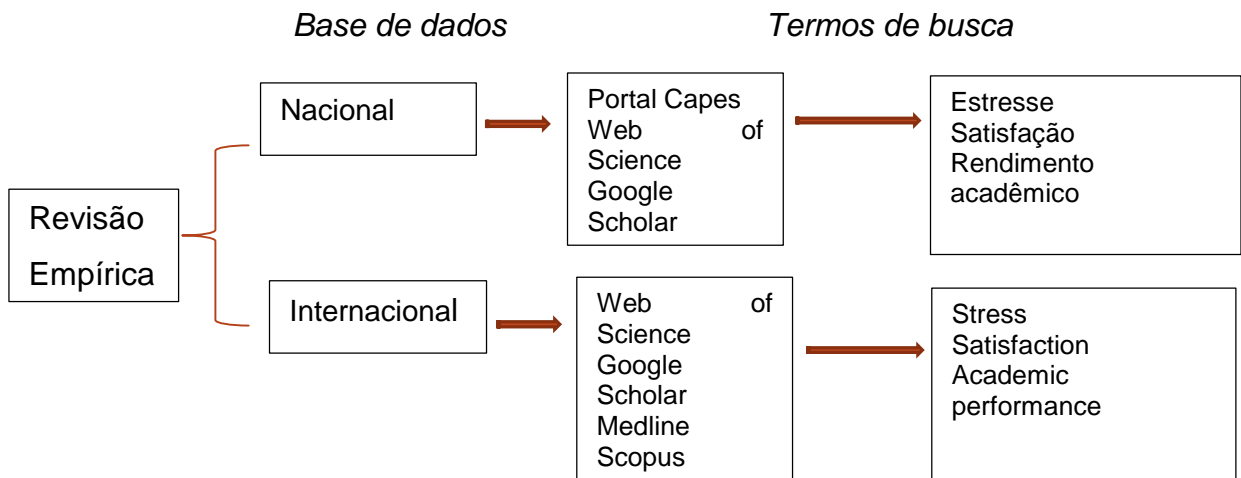 Base de dados
Termos de busca
Revisão
Empírica
Nacional
Portal Capes
Web of
Science
Google
Scholar
Estresse
Satisfação
Rendimento
acadêmico
Internacional
Web of
Science
Google
Scholar
Medline
Scopus
Stress
Satisfaction
Academic
performance